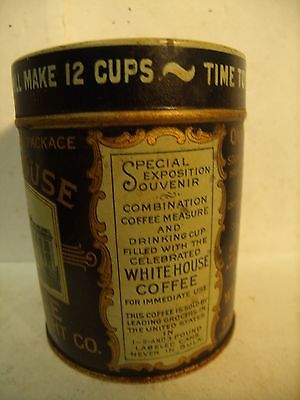 LL MAKE 12 CUPS ~ TIME TO
PACKAGE
USE
E
T CO.
SPECIAL
EXPOSITION
SOUVENIR
COMBINATION
COFFEE MEASURE
AND
DRINKING CUP
FILLED WITH THE
CELEBRATED
WHITE HOUSE
COFFEE
FOR IMMEDIATE USE
THIS COFFEE IS SOLD BY
LEADING GROCERS IN
THE UNITED STATES
IN
1-2-AND 3 POUND
LABELED CANS
NEVER IN BULK